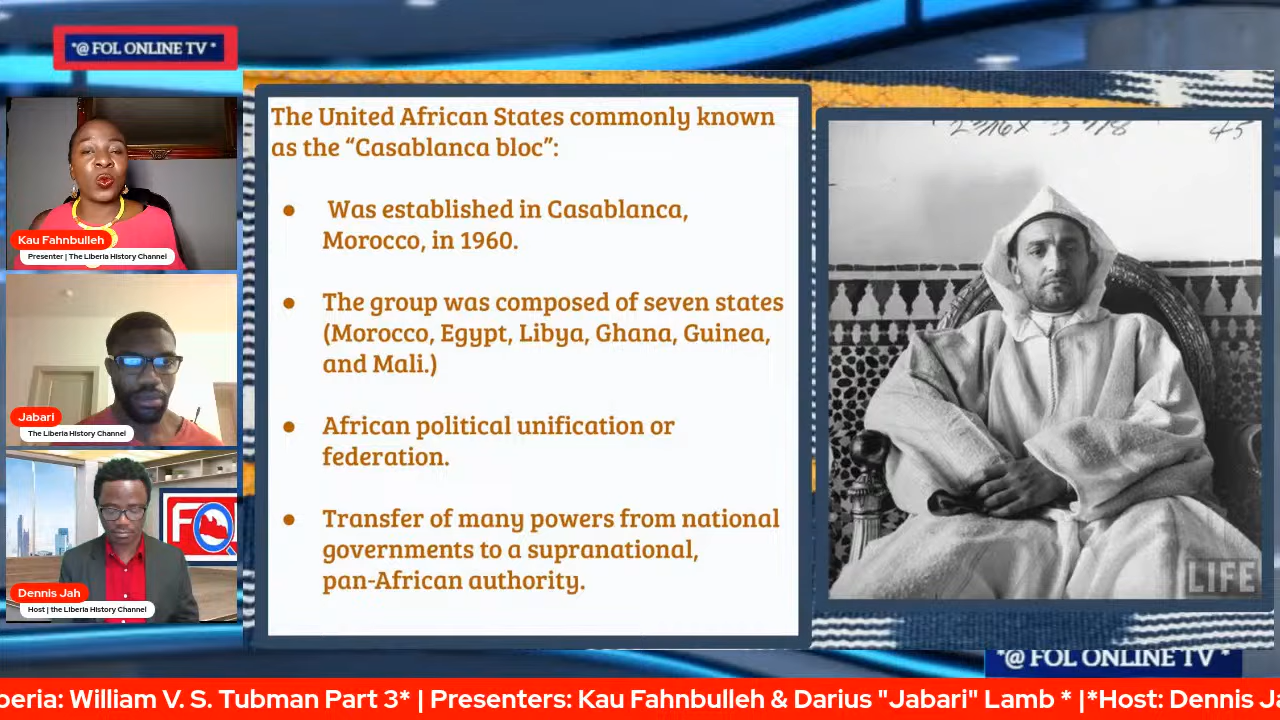 *@ FOL ONLINE TV *
Kau Fahnbulleh
Presenter | The Liberia History Channel
Jabari
The Liberia History Channel
Dennis Jah
Host | the Liberia History Channel
The United African States commonly known
as the “Casablanca bloc”:
● Was established in Casablanca,
Morocco, in 1960.
● The group was composed of seven states
(Morocco, Egypt, Libya, Ghana, Guinea,
and Mali.)
● African political unification or
federation.
● Transfer of many powers from national
governments to a supranational,
pan-African authority.
45
LIFE
*@ FOL ONLINE TV *
beria: William V. S. Tubman Part 3* | Presenters: Kau Fahnbulleh & Darius "Jabari" Lamb * |*Host: Dennis Ja